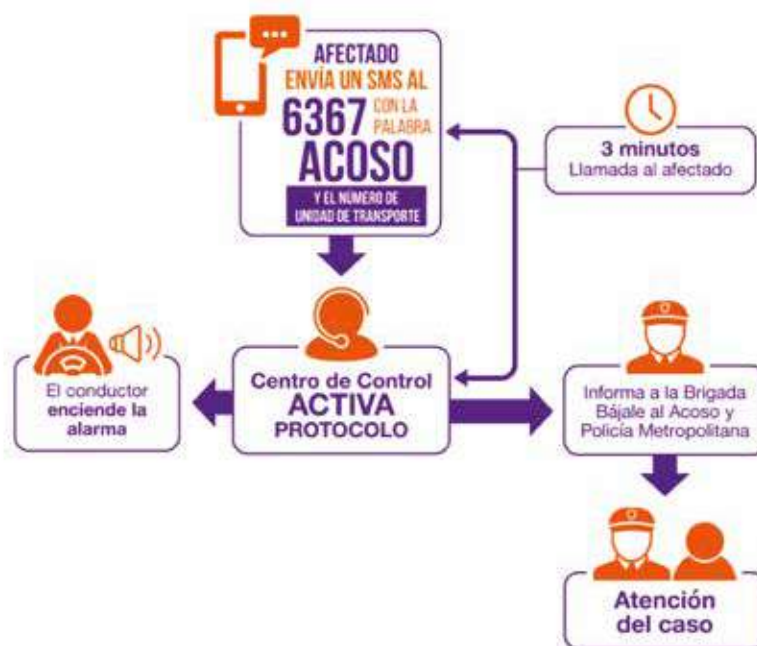 AFECTADO
ENVÍA UN SMS AL
6367 CON LA
PALABRA
ACOSO
Y EL NÚMERO DE
UNIDAD DE TRANSPORTE
3 minutos
Llamada al afectado
El conductor
enciende la
alarma
Centro de Control
ACTIVA
PROTOCOLO
Informa a la Brigada
Bájale al Acoso y
Policía Metropolitana
Atención
del caso